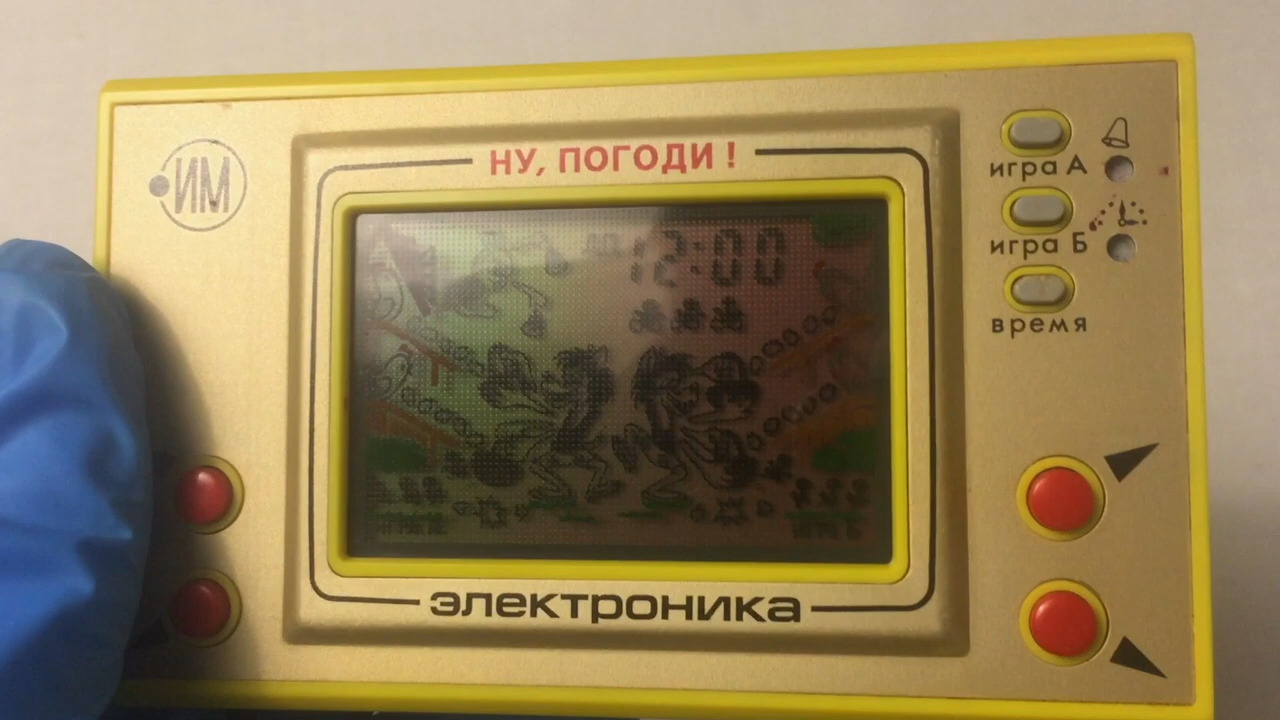 ИМ
НУ, ПОГОДИ !
игра А
игра Б
время
12:00
электроника